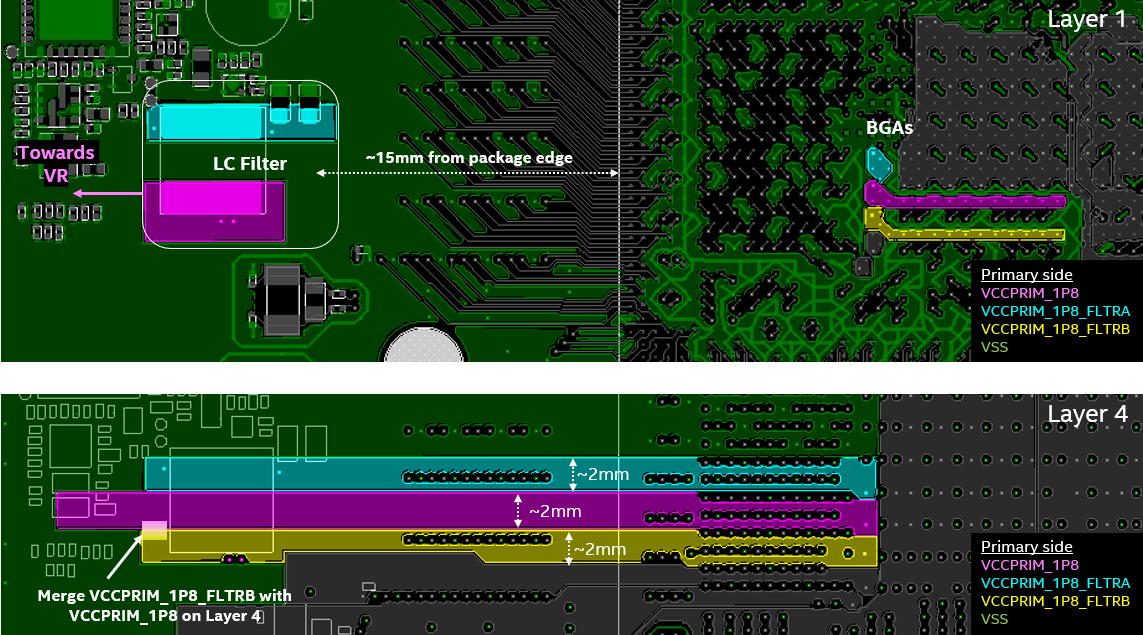 Layer 1
BGAs
Towards
VR
LC Filter
~15mm from package edge
Primary side
VCCPRIM_1P8
VCCPRIM_1P8_FLTRA
VCCPRIM_1P8_FLTRB
VSS
Layer 4
~2mm
~2mm
~2mm
Merge VCCPRIM_1P8_FLTRB with
VCCPRIM_1P8 on Layer 4
Primary side
VCCPRIM_1P8
VCCPRIM_1P8_FLTRA
VCCPRIM_1P8_FLTRB
VSS